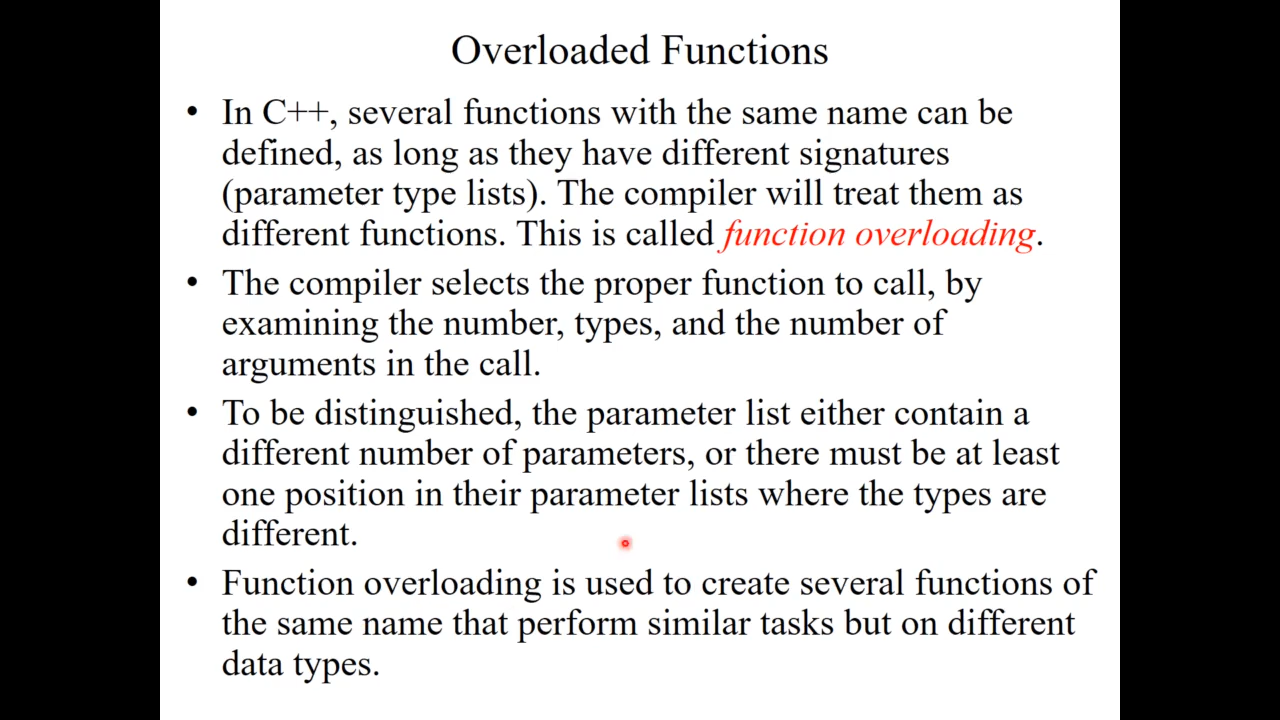 Overloaded Functions
• In C++, several functions with the same name can be
defined, as long as they have different signatures
(parameter type lists). The compiler will treat them as
different functions. This is called function overloading.
• The compiler selects the proper function to call, by
examining the number, types, and the number of
arguments in the call.
• To be distinguished, the parameter list either contain a
different number of parameters, or there must be at least
one position in their parameter lists where the types are
different.
• Function overloading is used to create several functions of
the same name that perform similar tasks but on different
data types.